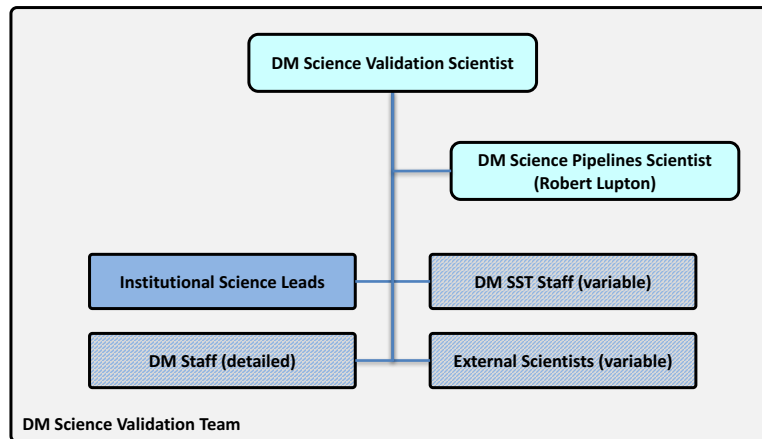 DM Science Validation Scientist
DM Science Pipelines Scientist
(Robert Lupton)
Institutional Science Leads
DM SST Staff (variable)
DM Staff (detailed)
External Scientists (variable)
DM Science Validation Team